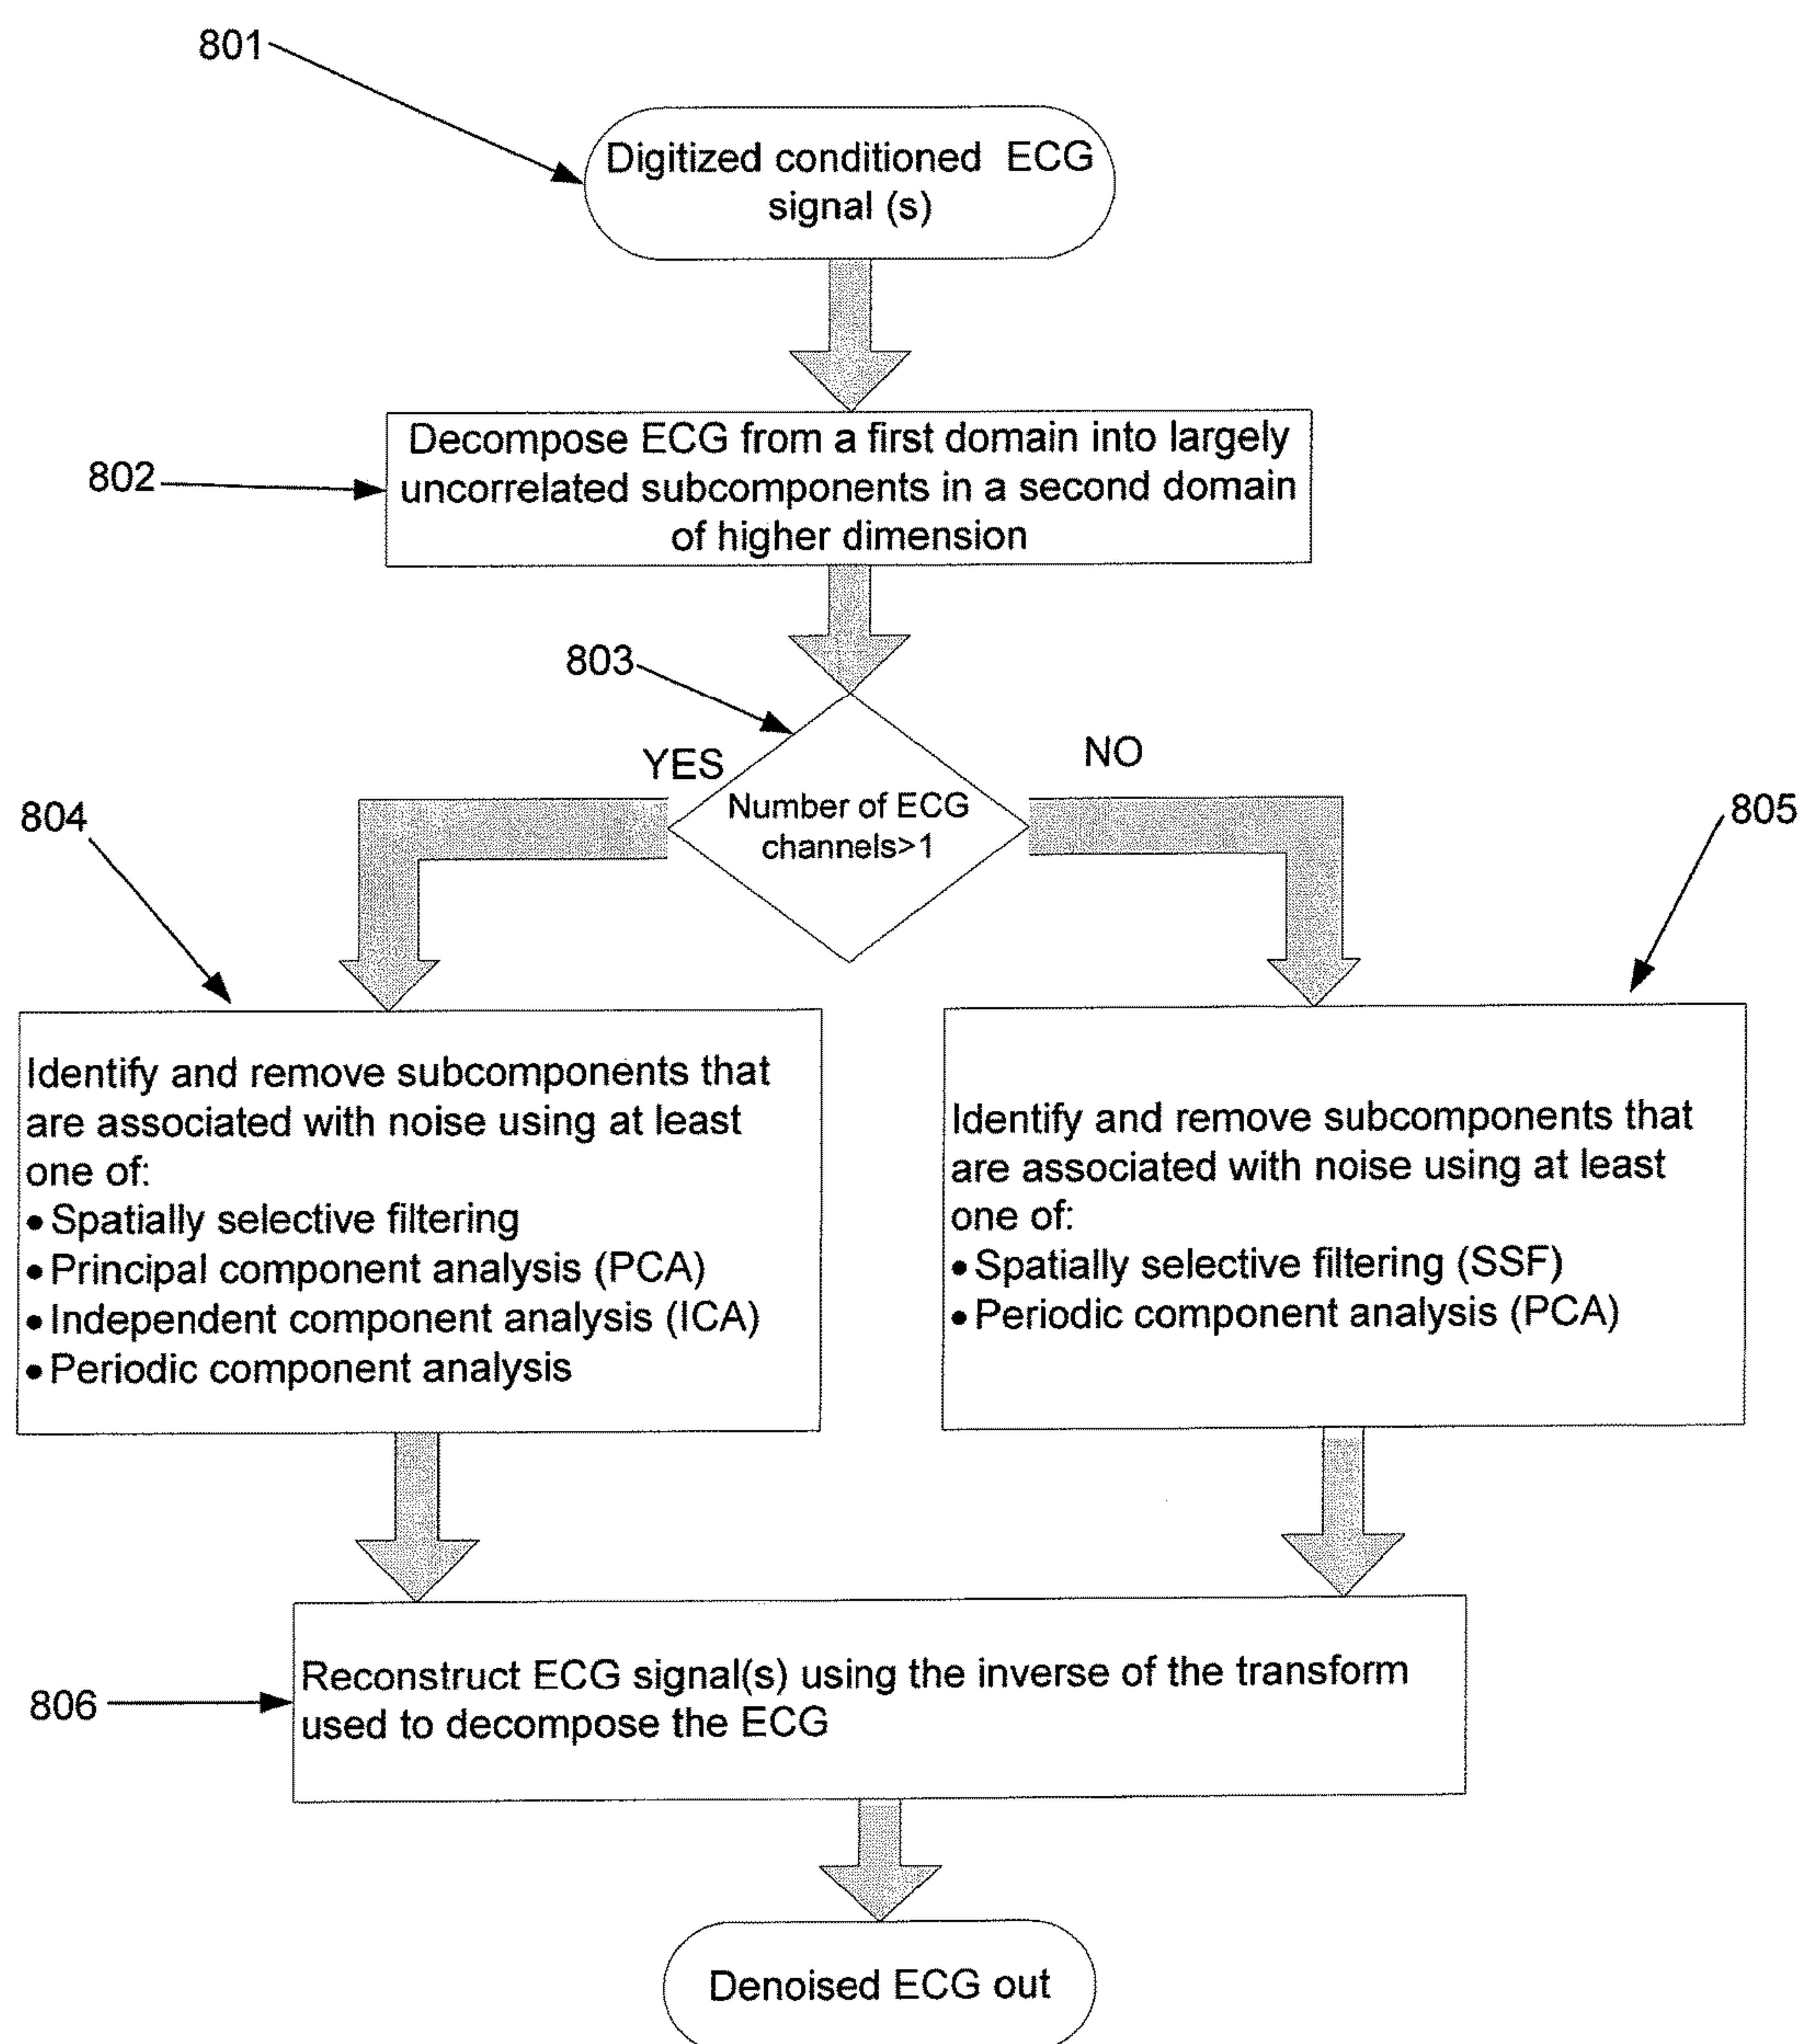 801
Digitized conditioned ECG
signal (s)
802
Decompose ECG from a first domain into largely
uncorrelated subcomponents in a second domain
of higher dimension
803
YES
NO
Number of ECG
channels>1
804
805
Identify and remove subcomponents that
are associated with noise using at least
one of:
• Spatially selective filtering
• Principal component analysis (PCA)
• Independent component analysis (ICA)
• Periodic component analysis
Identify and remove subcomponents that
are associated with noise using at least
one of:
• Spatially selective filtering (SSF)
• Periodic component analysis (PCA)
806
Reconstruct ECG signal(s) using the inverse of the transform
used to decompose the ECG
Denoised ECG out